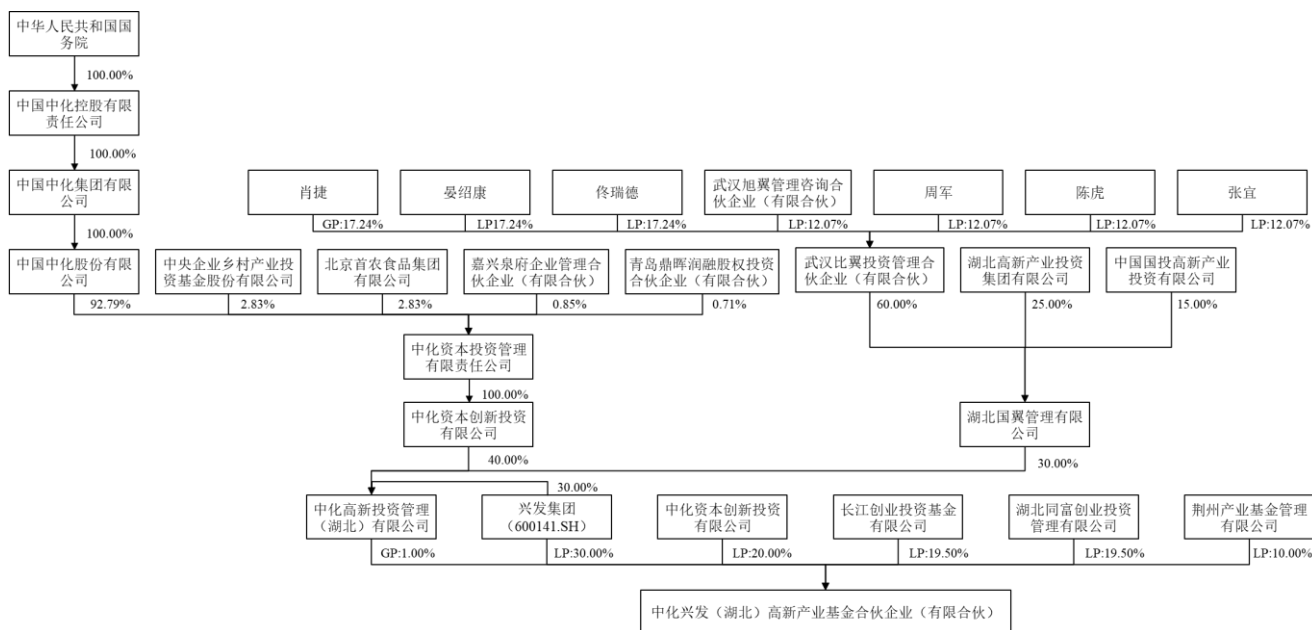 中华人民共和国国
务院
100.00%
中国中化控股有限
责任公司
100.00%
中国中化集团有限
公司
100.00%
肖捷
晏绍康
佟瑞德
武汉旭翼管理咨询合
伙企业（有限合伙）
周军
陈虎
张宜
GP:17.24%
LP17.24%
LP:17.24%
LP:12.07%
LP:12.07%
LP:12.07%
LP:12.07%
中国中化股份有限
公司
中央企业乡村产业投
资基金股份有限公司
北京首农食品集团
有限公司
嘉兴泉府企业管理合
伙企业（有限合伙）
青岛鼎晖润融股权投资
合伙企业（有限合伙）
武汉比翼投资管理合
伙企业（有限合伙）
湖北高新产业投资
集团有限公司
中国国投高新产业
投资有限公司
92.79%
2.83%
2.83%
0.85%
0.71%
60.00%
25.00%
15.00%
中化资本投资管理
有限责任公司
100.00%
中化资本创新投资
有限公司
湖北国翼管理有限
公司
40.00%
30.00%
30.00%
中化高新投资管理
（湖北）有限公司
兴发集团
（600141.SH）
中化资本创新投资
有限公司
长江创业投资基金
有限公司
湖北同富创业投资
管理有限公司
荆州产业基金管理
有限公司
GP:1.00%
LP:30.00%
LP:20.00%
LP:19.50%
LP:19.50%
LP:10.00%
中化兴发（湖北）高新产业基金合伙企业（有限合伙）